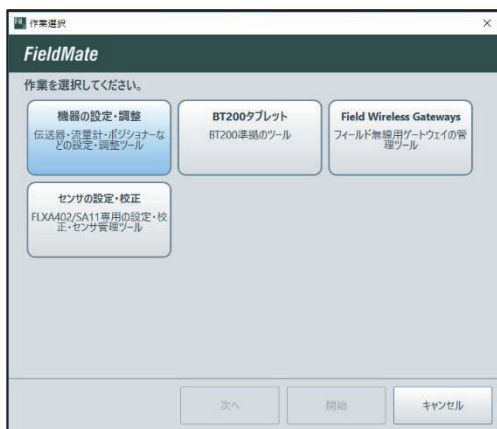 作業選択
FieldMate
作業を選択してください。
機器の設定・調整
伝送器・流量計・ポジショナーな
どの設定・調整ツール
BT200タブレット
BT200準拠のツール
Field Wireless Gateways
フィールド無線用ゲートウェイの管
理ツール
センサの設定・校正
FLXA402/SA11専用の設定・校
正・センサ管理ツール
次へ
開始
キャンセル